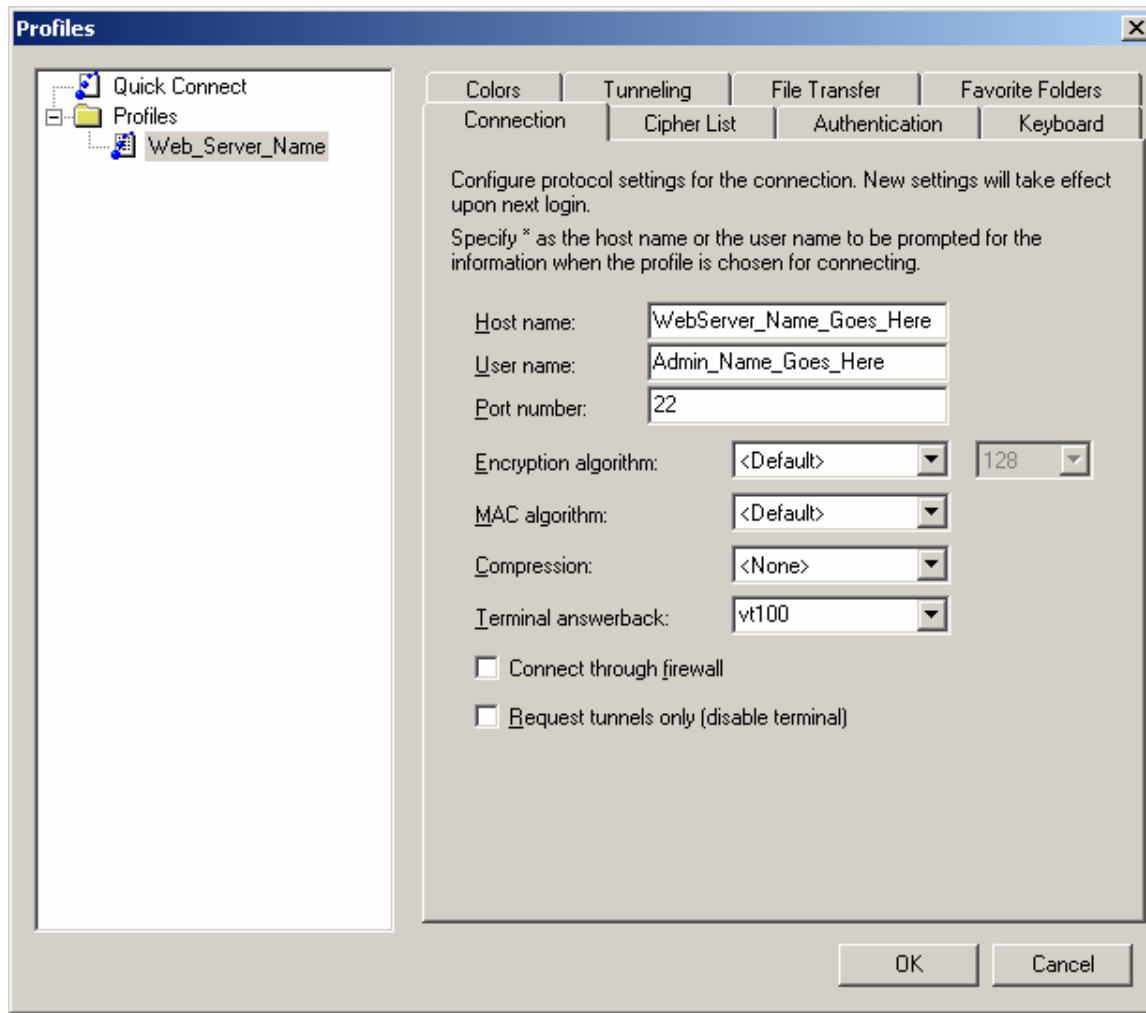 Profiles
Quick Connect
Profiles
Web_Server_Name
Colors
Tunneling
File Transfer
Favorite Folders
Connection
Cipher List
Authentication
Keyboard
Configure protocol settings for the connection. New settings will take effect
upon next login.
Specify * as the host name or the user name to be prompted for the
information when the profile is chosen for connecting.
Host name: WebServer_Name_Goes_Here
User name: Admin_Name_Goes_Here
Port number: 22
Encryption algorithm: <Default> 128
MAC algorithm: <Default>
Compression: <None>
Terminal answerback: vt100
Connect through firewall
Request tunnels only (disable terminal)
OK
Cancel